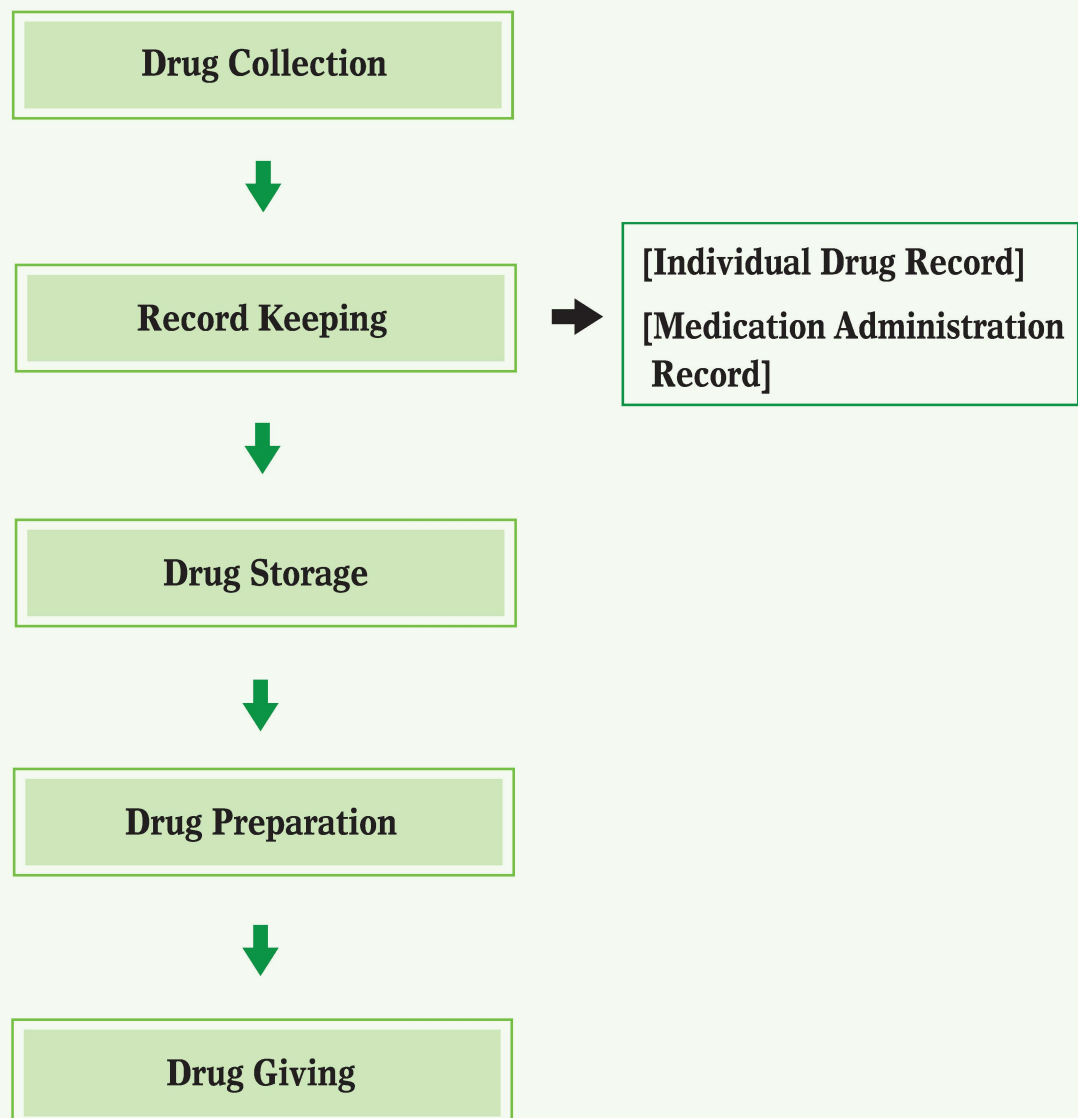 Drug Collection
Record Keeping
[Individual Drug Record]
[Medication Administration
Record]
Drug Storage
Drug Preparation
Drug Giving